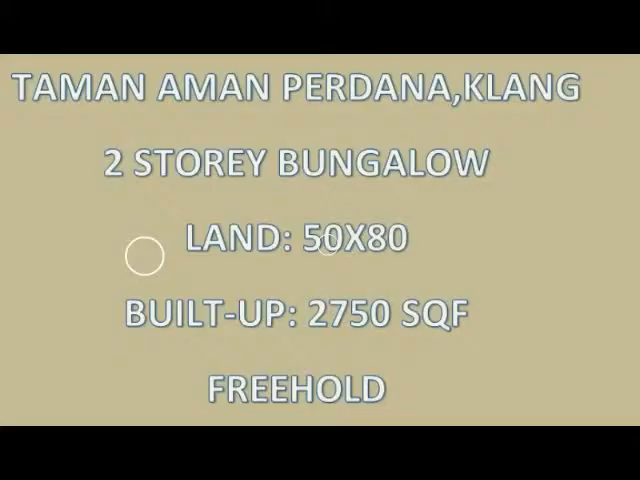 TAMAN AMAN PERDANA,KLANG
2 STOREY BUNGALOW
LAND: 50X80
BUILT-UP: 2750 SQF
FREEHOLD